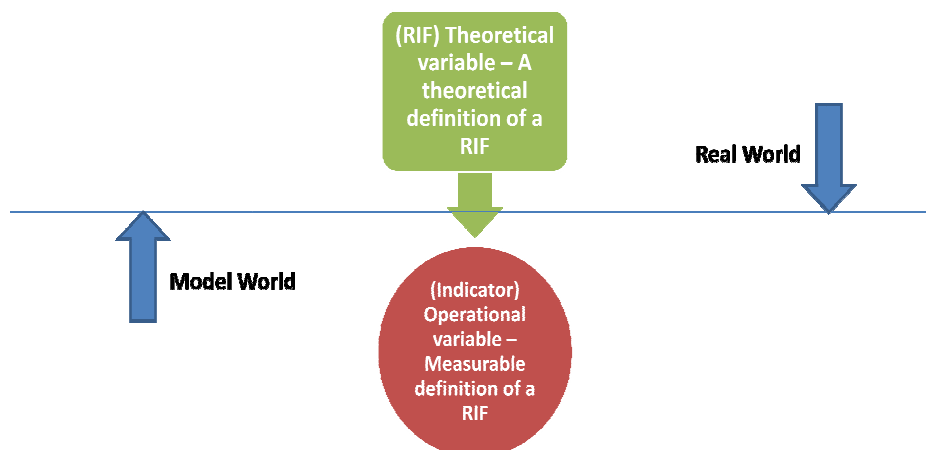 (RIF) Theoretical
variable – A
theoretical
definition of a
RIF
Real World
Model World
(Indicator)
Operational
variable –
Measurable
definition of a
RIF